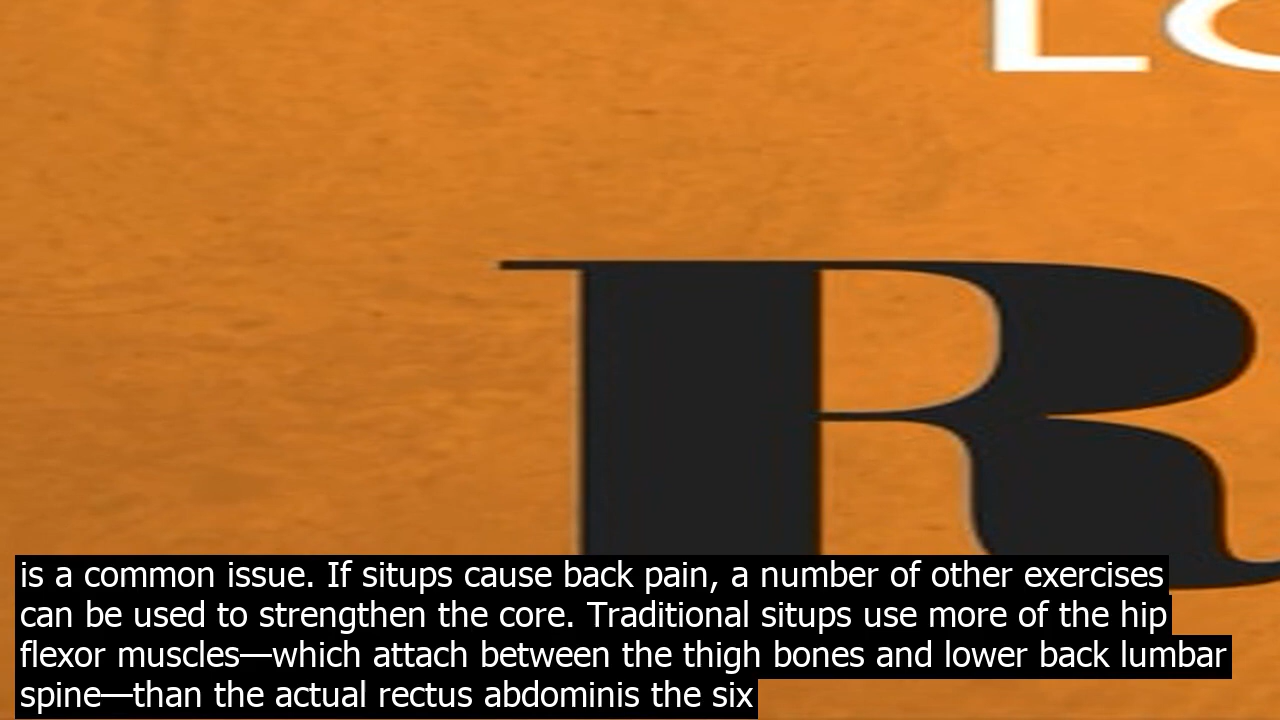 LO
R
is a common issue. If situps cause back pain, a number of other exercises
can be used to strengthen the core. Traditional situps use more of the hip
flexor muscles—which attach between the thigh bones and lower back lumbar
spine—than the actual rectus abdominis the six